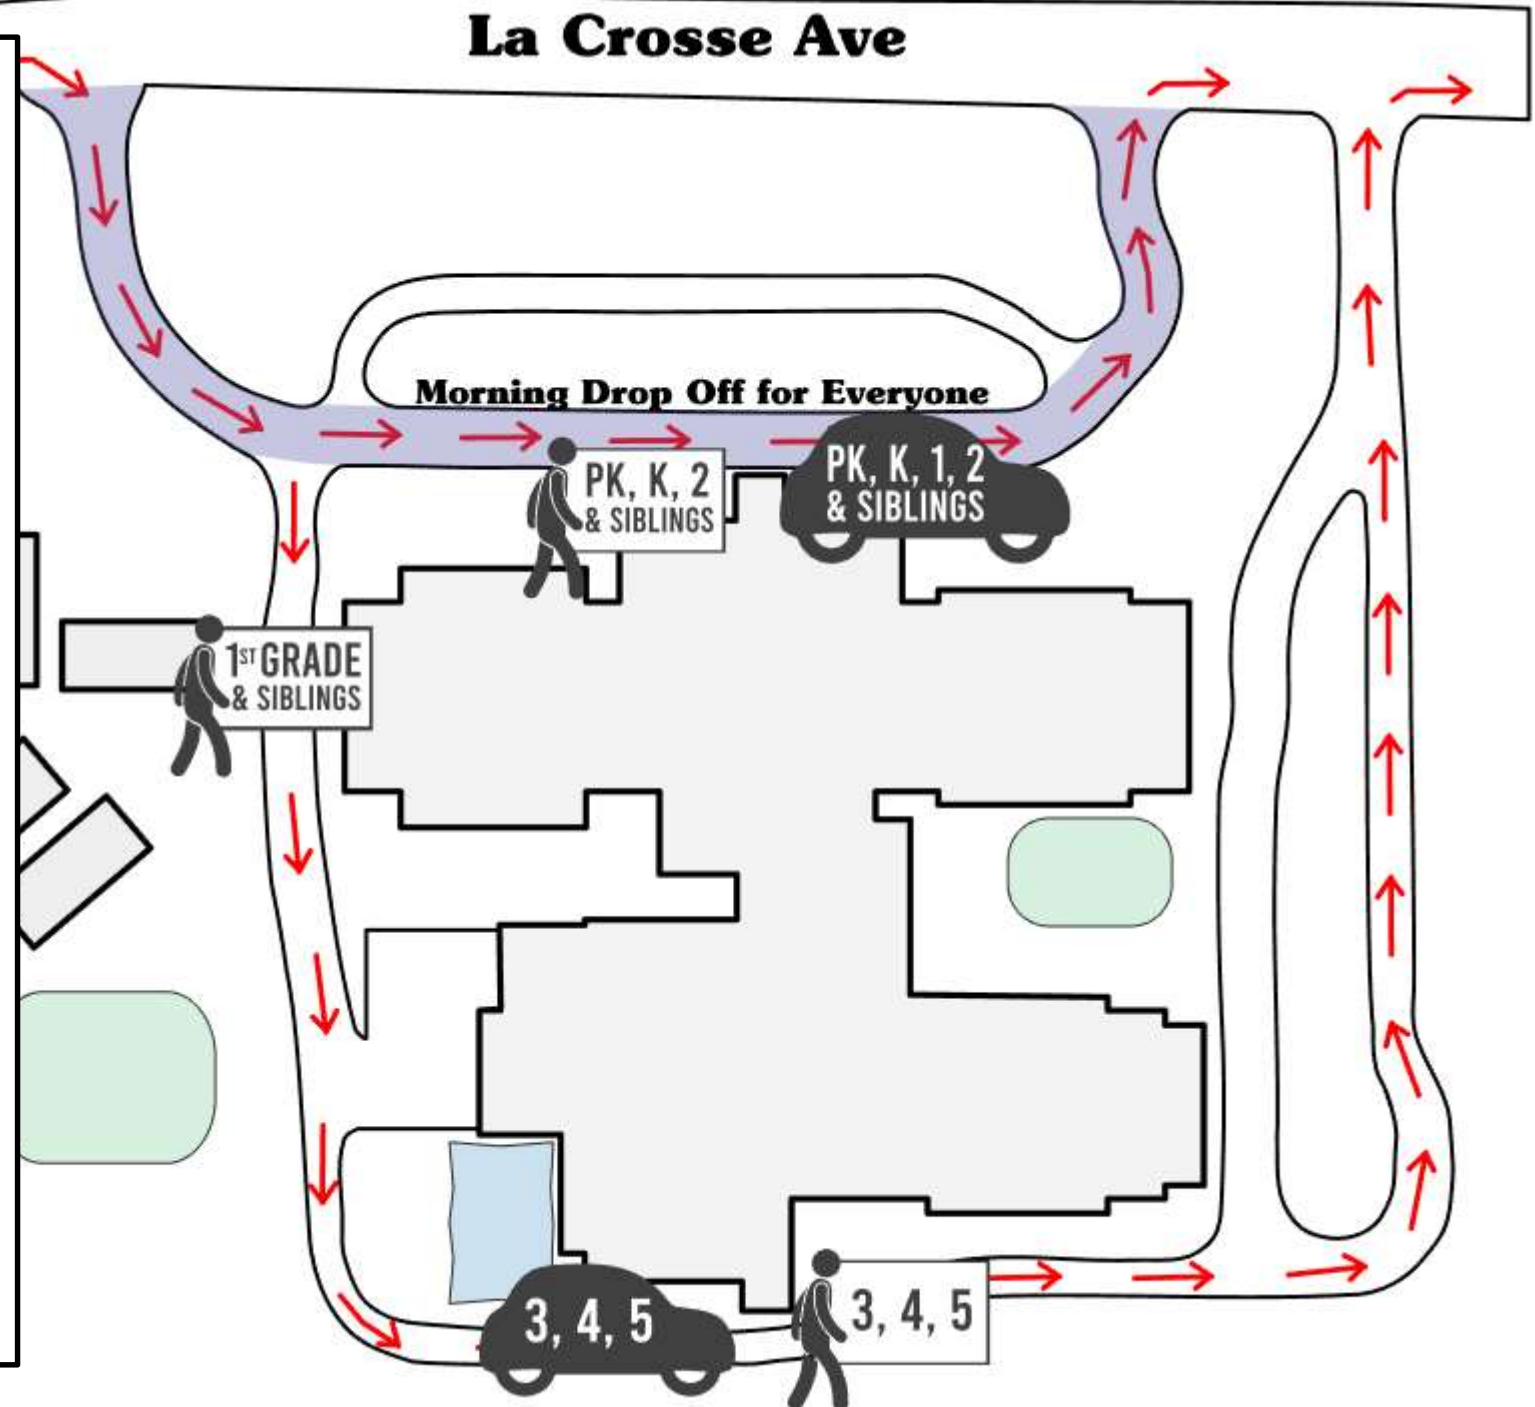 La Crosse Ave
Morning Drop Off for Everyone
PK, K, 2
& SIBLINGS
PK, K, 1, 2
& SIBLINGS
1ST GRADE
& SIBLINGS
3, 4, 5
3, 4, 5